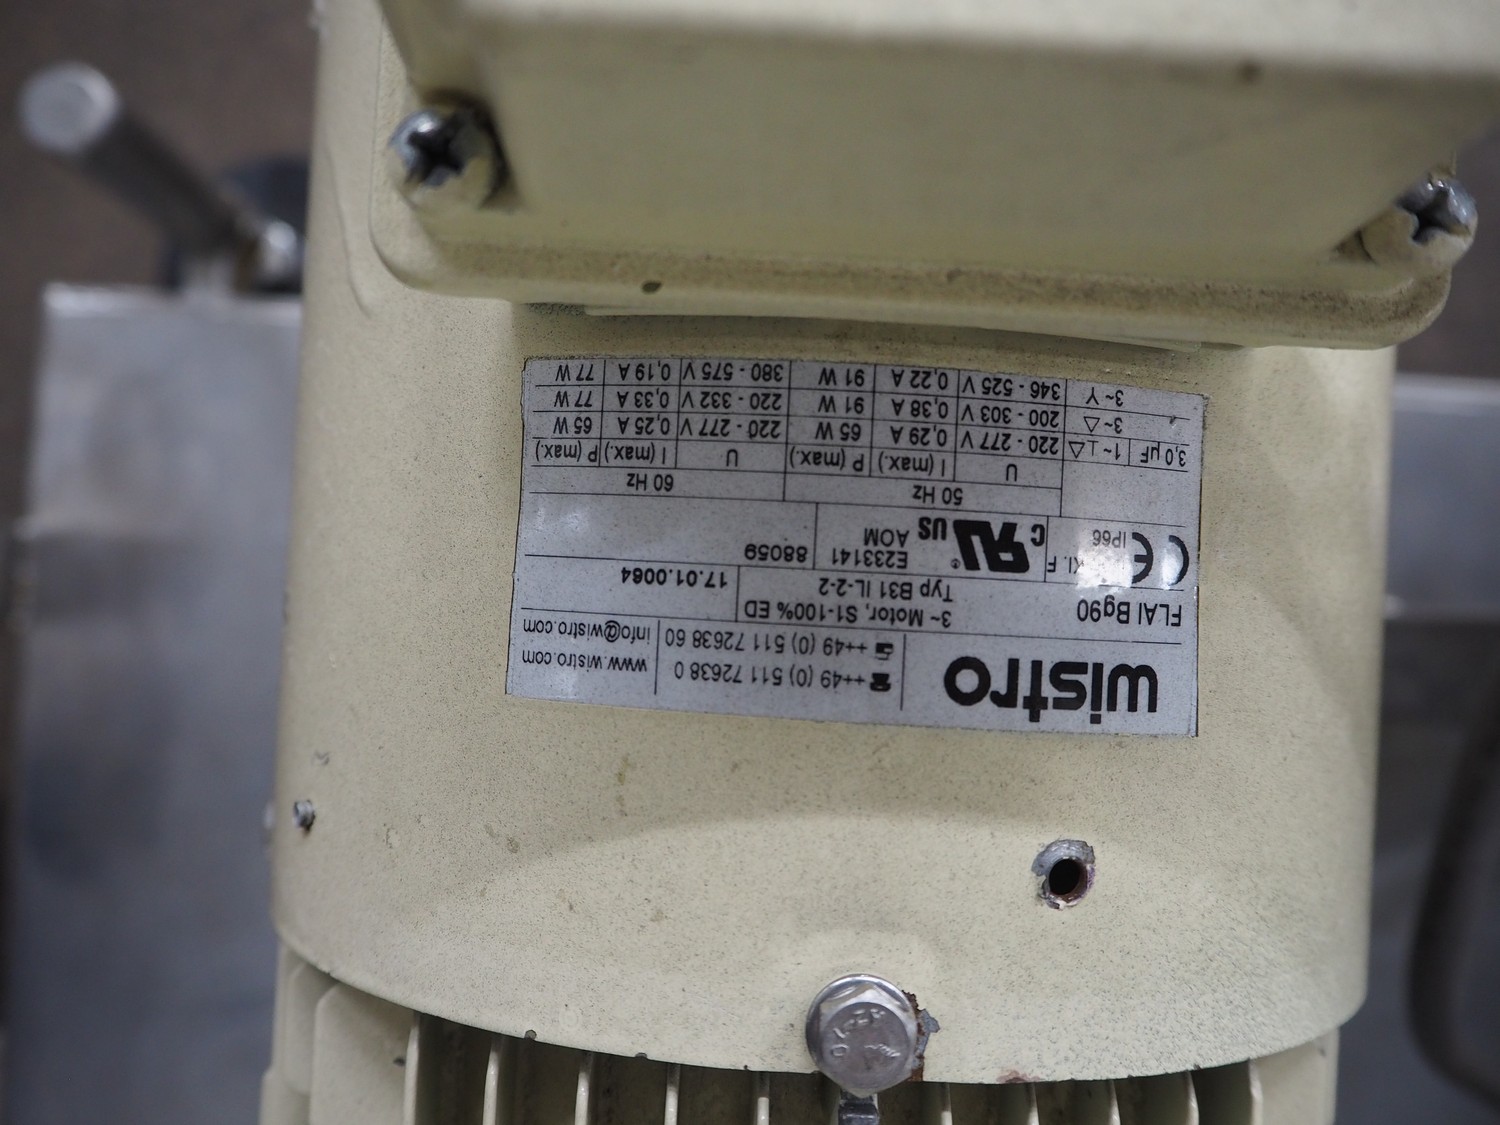 wistro
++49 (0) 511 72638 0
++49 (0) 511 72638 60
www.wistro.com
info@wistro.com
FLAI Bg90
3~ Motor, S1-100% ED
Typ B31 IL-2-2
17.01.0064
CE IP66
Kl. F
c UL US ®
E233141
AOM
88059
50 Hz 60 Hz
U I (max.) P (max.) U I (max.) P (max.)
3,0 µF 1~ ⊥ △ 220 - 277 V 0,29 A 65 W 220 - 277 V 0,25 A 65 W
3~ △ 200 - 303 V 0,38 A 91 W 220 - 332 V 0,33 A 77 W
3~ Y 346 - 525 V 0,22 A 91 W 380 - 575 V 0,19 A 77 W